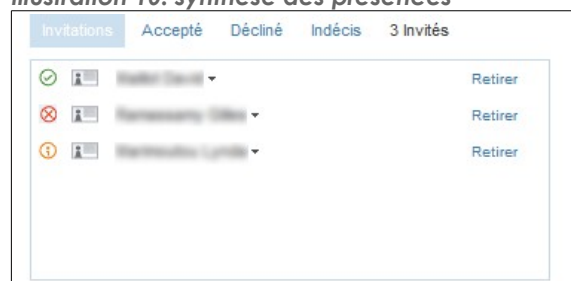 Illustration 10: synthèse des présences
Invitations Accepté Décliné Indécis 3 Invités
Retirer
Retirer
Retirer